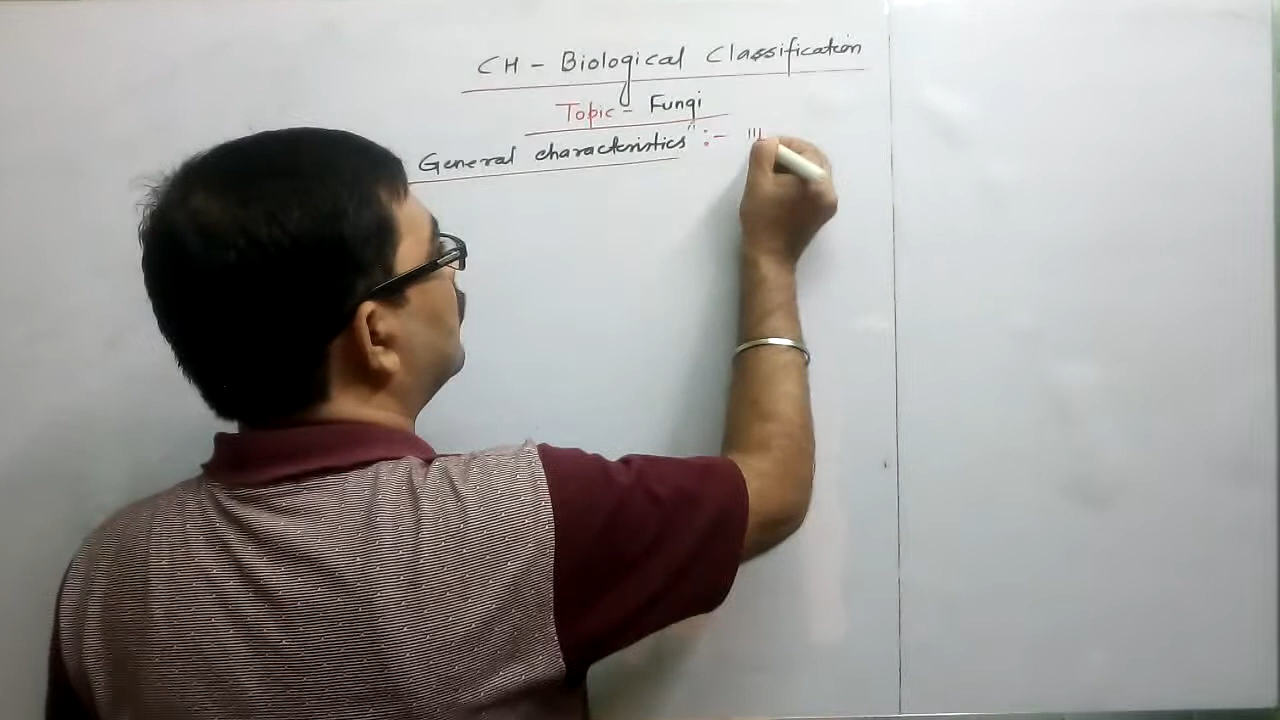 CH - Biological Classification
Topic - Fungi
General characteristics" :-